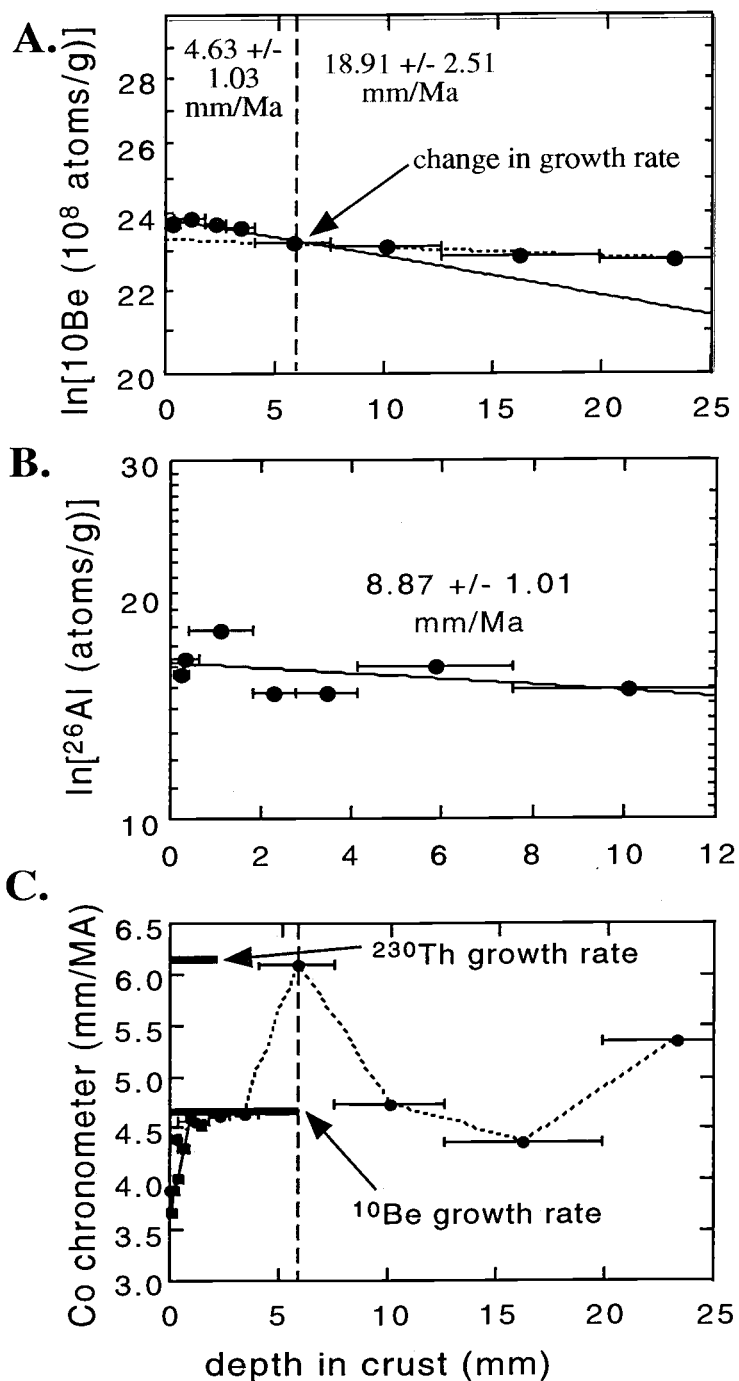 A.
4.63 +/-
1.03
mm/Ma
18.91 +/- 2.51
mm/Ma
change in growth rate
ln[10Be (10⁸ atoms/g)]
28
26
24
22
20
0 5 10 15 20 25
B.
ln[²⁶Al (atoms/g)]
30
20
10
8.87 +/- 1.01
mm/Ma
0 2 4 6 8 10 12
C.
Co chronometer (mm/MA)
6.5
6.0
5.5
5.0
4.5
4.0
3.5
3.0
²³⁰Th growth rate
¹⁰Be growth rate
0 5 10 15 20 25
depth in crust (mm)